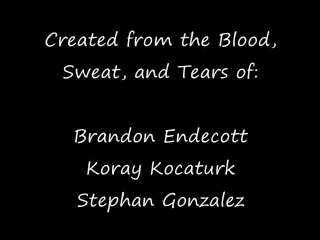 Created from the Blood,
Sweat, and Tears of:
Brandon Endecott
Koray Kocaturk
Stephan Gonzalez